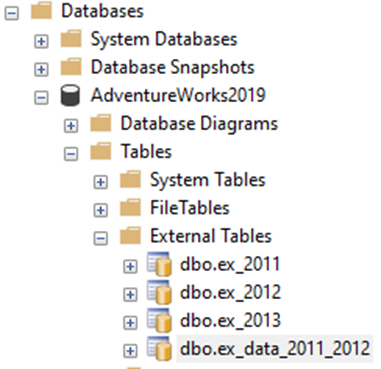 Databases
System Databases
Database Snapshots
AdventureWorks2019
Database Diagrams
Tables
System Tables
FileTables
External Tables
dbo.ex_2011
dbo.ex_2012
dbo.ex_2013
dbo.ex_data_2011_2012